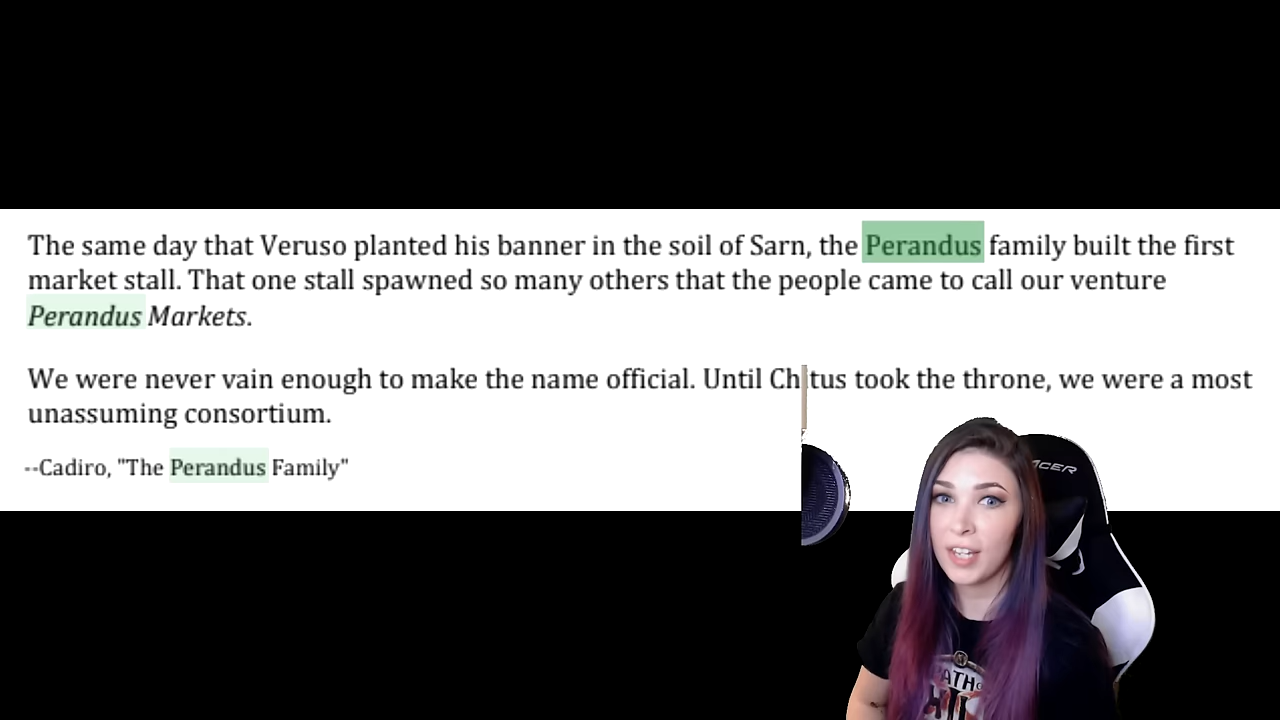 The same day that Veruso planted his banner in the soil of Sarn, the Perandus family built the first
market stall. That one stall spawned so many others that the people came to call our venture
Perandus Markets.
We were never vain enough to make the name official. Until Chitus took the throne, we were a most
unassuming consortium.
--Cadiro, "The Perandus Family"